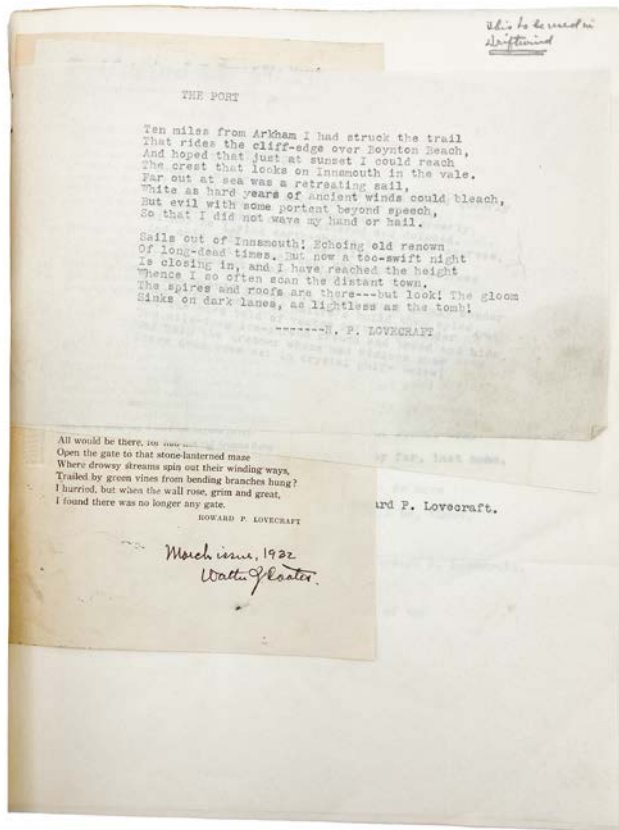 This to be used in
Driftwind
THE PORT
Ten miles from Arkham I had struck the trail
That rides the cliff-edge over Boynton Beach,
And hoped that just at sunset I could reach
The crest that looks on Innsmouth in the vale.
Far out at sea was a retreating sail,
White as hard years of ancient winds could bleach,
But evil with some portent beyond speech,
So that I did not wave my hand or hail.
Sails out of Innsmouth! Echoing old renown
Of long-dead times. But now a too-swift night
Is closing in, and I have reached the height
Whence I so often scan the distant town.
The spires and roofs are there---but look! The gloom
Sinks on dark lanes, as lightless as the tomb!
-------H. P. LOVECRAFT
All would be there, for
Open the gate to that stone-lanterned maze
Where drowsy streams spin out their winding ways,
Trailed by green vines from bending branches hung?
I hurried, but when the wall rose, grim and great,
I found there was no longer any gate.
HOWARD P. LOVECRAFT
far, last
ard P. Lovecraft.
March issue, 1932
Walter J Coates.